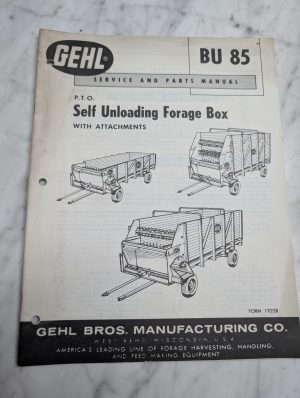 GEHL®
BU 85
SERVICE AND PARTS MANUAL
P.T.O.
Self Unloading Forage Box
WITH ATTACHMENTS
FORM 19238
GEHL BROS. MANUFACTURING CO.
WEST BEND WISCONSIN U.S.A.
AMERICA'S LEADING LINE OF FORAGE HARVESTING, HANDLING,
AND FEED MAKING EQUIPMENT